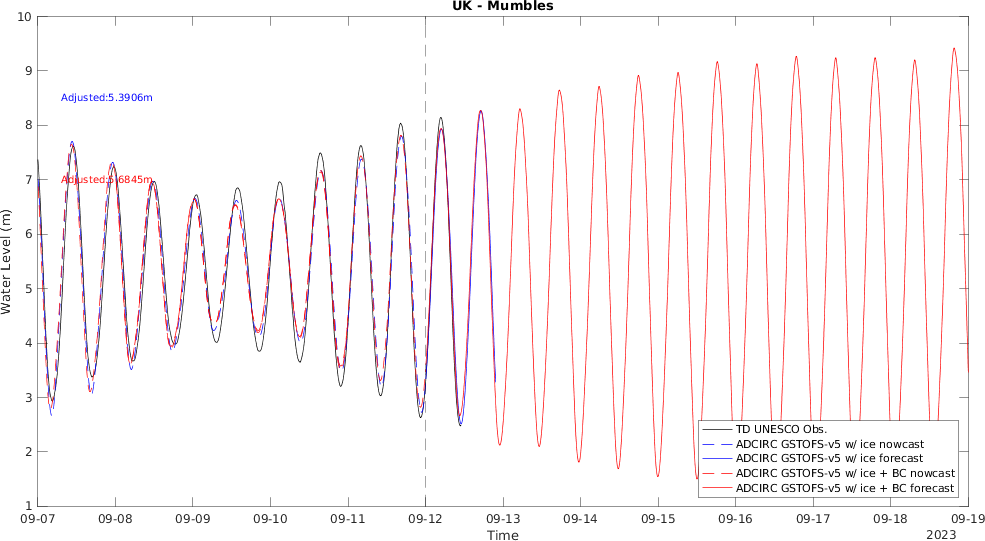 UK - Mumbles
10
9
8
7
6
5
4
3
2
1
Water Level (m)
Adjusted:5.3906m
Adjusted:5.6845m
TD UNESCO Obs.
ADCIRC GSTOFS-v5 w/ ice nowcast
ADCIRC GSTOFS-v5 w/ ice forecast
ADCIRC GSTOFS-v5 w/ ice + BC nowcast
ADCIRC GSTOFS-v5 w/ ice + BC forecast
09-07 09-08 09-09 09-10 09-11 09-12 09-13 09-14 09-15 09-16 09-17 09-18 09-19
Time
2023